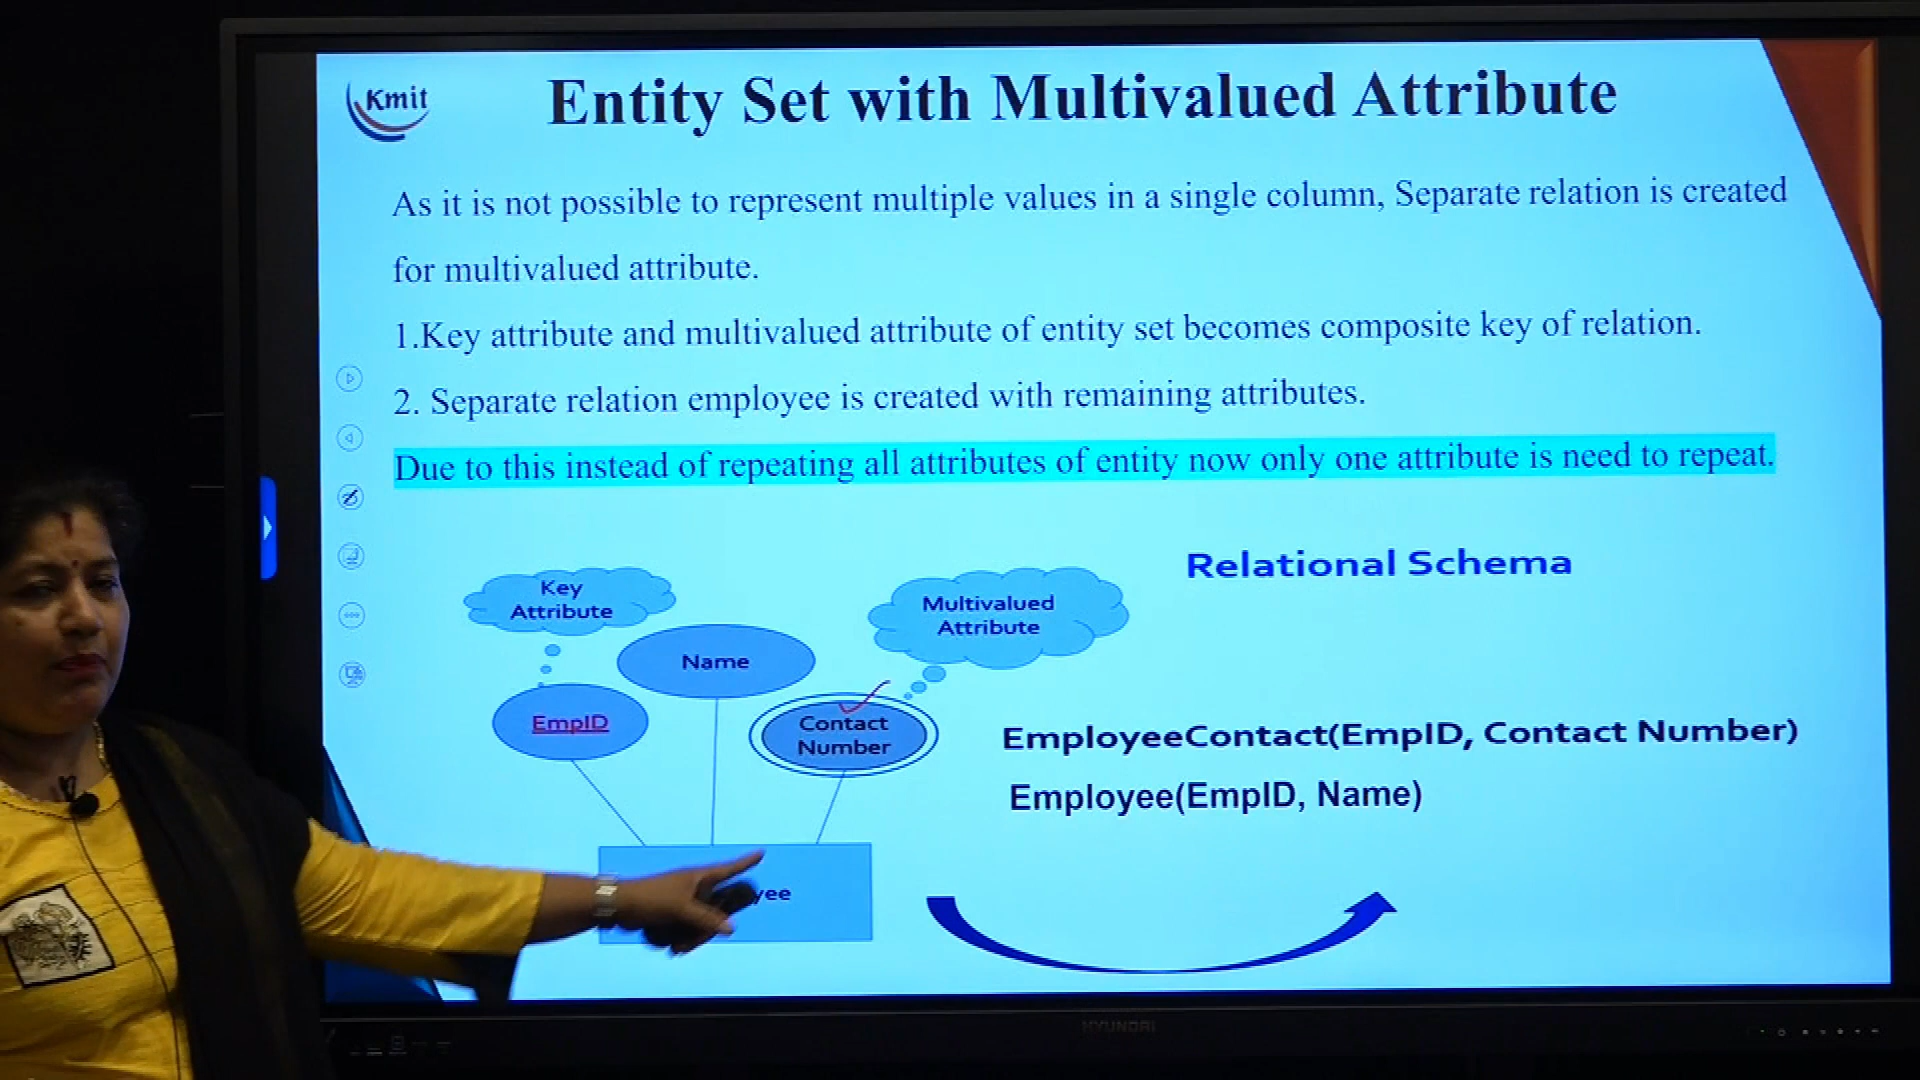 Kmit
Entity Set with Multivalued Attribute
As it is not possible to represent multiple values in a single column, Separate relation is created
for multivalued attribute.
1.Key attribute and multivalued attribute of entity set becomes composite key of relation.
2. Separate relation employee is created with remaining attributes.
Due to this instead of repeating all attributes of entity now only one attribute is need to repeat.
Relational Schema
Key
Attribute
Multivalued
Attribute
Name
EmpID
Contact
Number
EmployeeContact(EmpID, Contact Number)
Employee(EmpID, Name)
yee
HYUNDAI